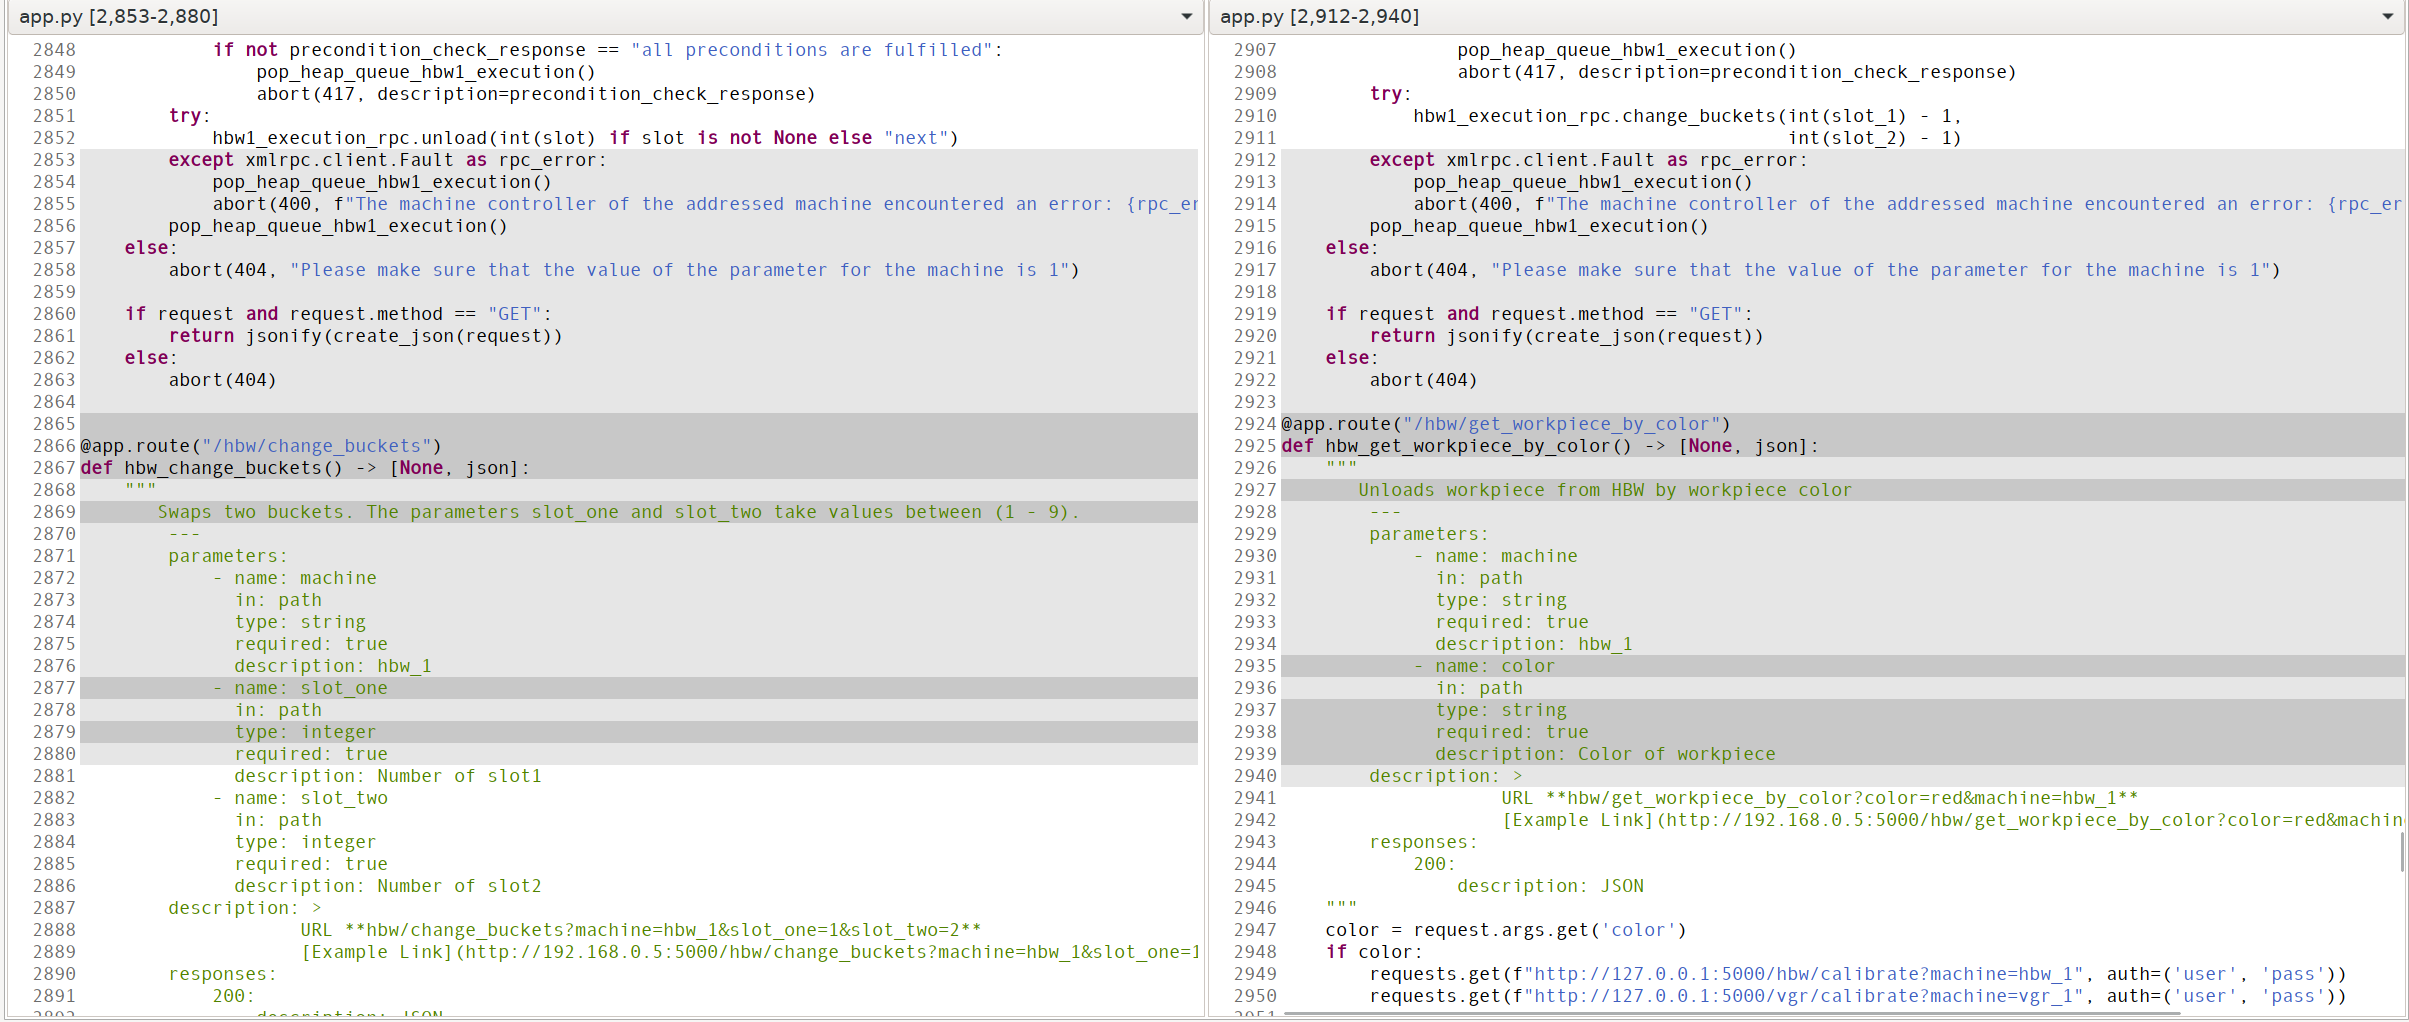 app.py [2,853-2,880]
2848            if not precondition_check_response == "all preconditions are fulfilled":
2849                pop_heap_queue_hbw1_execution()
2850                abort(417, description=precondition_check_response)
2851        try:
2852            hbw1_execution_rpc.unload(int(slot) if slot is not None else "next")
2853        except xmlrpc.client.Fault as rpc_error:
2854            pop_heap_queue_hbw1_execution()
2855            abort(400, f"The machine controller of the addressed machine encountered an error: {rpc_er
2856        pop_heap_queue_hbw1_execution()
2857    else:
2858        abort(404, "Please make sure that the value of the parameter for the machine is 1")
2859
2860    if request and request.method == "GET":
2861        return jsonify(create_json(request))
2862    else:
2863        abort(404)
2864
2865
2866 @app.route("/hbw/change_buckets")
2867 def hbw_change_buckets() -> [None, json]:
2868    """
2869       Swaps two buckets. The parameters slot_one and slot_two take values between (1 - 9).
2870        ---
2871        parameters:
2872            - name: machine
2873              in: path
2874              type: string
2875              required: true
2876              description: hbw_1
2877            - name: slot_one
2878              in: path
2879              type: integer
2880              required: true
2881              description: Number of slot1
2882            - name: slot_two
2883              in: path
2884              type: integer
2885              required: true
2886              description: Number of slot2
2887        description: >
2888                    URL **hbw/change_buckets?machine=hbw_1&slot_one=1&slot_two=2**
2889                    [Example Link](http://192.168.0.5:5000/hbw/change_buckets?machine=hbw_1&slot_one=1
2890        responses:
2891            200:
2892                description: JSON
app.py [2,912-2,940]
2907                pop_heap_queue_hbw1_execution()
2908                abort(417, description=precondition_check_response)
2909        try:
2910            hbw1_execution_rpc.change_buckets(int(slot_1) - 1,
2911                                              int(slot_2) - 1)
2912        except xmlrpc.client.Fault as rpc_error:
2913            pop_heap_queue_hbw1_execution()
2914            abort(400, f"The machine controller of the addressed machine encountered an error: {rpc_er
2915        pop_heap_queue_hbw1_execution()
2916    else:
2917        abort(404, "Please make sure that the value of the parameter for the machine is 1")
2918
2919    if request and request.method == "GET":
2920        return jsonify(create_json(request))
2921    else:
2922        abort(404)
2923
2924 @app.route("/hbw/get_workpiece_by_color")
2925 def hbw_get_workpiece_by_color() -> [None, json]:
2926    """
2927       Unloads workpiece from HBW by workpiece color
2928        ---
2929        parameters:
2930            - name: machine
2931              in: path
2932              type: string
2933              required: true
2934              description: hbw_1
2935            - name: color
2936              in: path
2937              type: string
2938              required: true
2939              description: Color of workpiece
2940        description: >
2941                    URL **hbw/get_workpiece_by_color?color=red&machine=hbw_1**
2942                    [Example Link](http://192.168.0.5:5000/hbw/get_workpiece_by_color?color=red&machin
2943        responses:
2944            200:
2945                description: JSON
2946    """
2947    color = request.args.get('color')
2948    if color:
2949        requests.get(f"http://127.0.0.1:5000/hbw/calibrate?machine=hbw_1", auth=('user', 'pass'))
2950        requests.get(f"http://127.0.0.1:5000/vgr/calibrate?machine=vgr_1", auth=('user', 'pass'))
2951